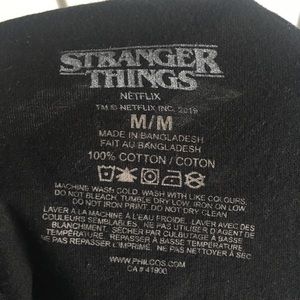 STRANGER
THINGS
NETFLIX
TM © NETFLIX INC. 2019
M/M
MADE IN BANGLADESH
FAIT AU BANGLADESH
100% COTTON / COTON
MACHINE WASH COLD. WASH WITH LIKE COLOURS.
DO NOT BLEACH. TUMBLE DRY LOW. IRON ON LOW
DO NOT IRON PRINT. DO NOT DRY CLEAN
LAVER À LA MACHINE À L'EAU FROIDE. LAVER AVEC DES
COULEURS SEMBLABLES. NE PAS UTILISER D'AGENT DE
BLANCHIMENT. SÉCHER PAR CULBUTAGE À BASSE
TEMPÉRATURE. REPASSER À BASSE TEMPÉRATURE
NE PAS REPASSER L'IMPRIMÉ. NE PAS NETTOYER À SEC
WWW.PHILCOS.COM
CA# 41900